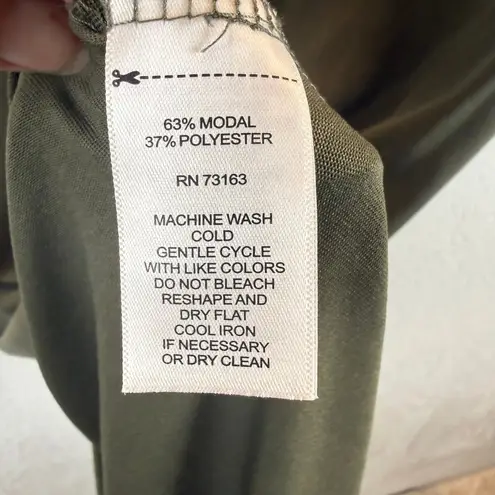 63% MODAL
37% POLYESTER
RN 73163
MACHINE WASH
COLD
GENTLE CYCLE
WITH LIKE COLORS
DO NOT BLEACH
RESHAPE AND
DRY FLAT
COOL IRON
IF NECESSARY
OR DRY CLEAN